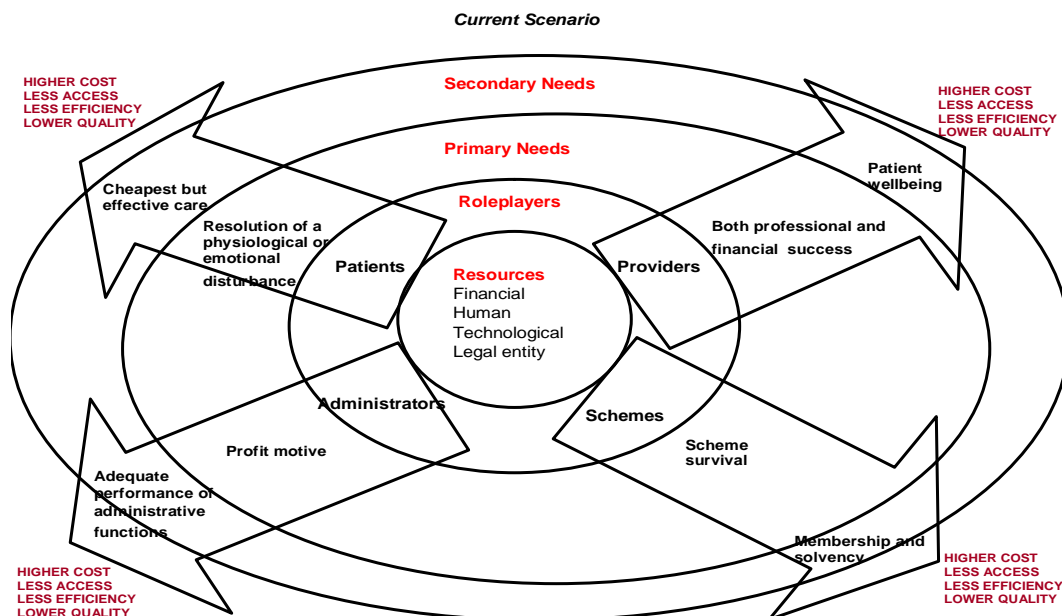 Current Scenario
HIGHER COST
LESS ACCESS
LESS EFFICIENCY
LOWER QUALITY
Secondary Needs
HIGHER COST
LESS ACCESS
LESS EFFICIENCY
LOWER QUALITY
Primary Needs
Cheapest but
effective care
Patient
wellbeing
Roleplayers
Resolution of a
physiological or
emotional
disturbance
Both professional and
financial success
Patients
Providers
Resources
Financial
Human
Technological
Legal entity
Administrators
Schemes
Profit motive
Scheme
survival
Adequate
performance of
administrative
functions
Membership and
solvency
HIGHER COST
LESS ACCESS
LESS EFFICIENCY
LOWER QUALITY
HIGHER COST
LESS ACCESS
LESS EFFICIENCY
LOWER QUALITY